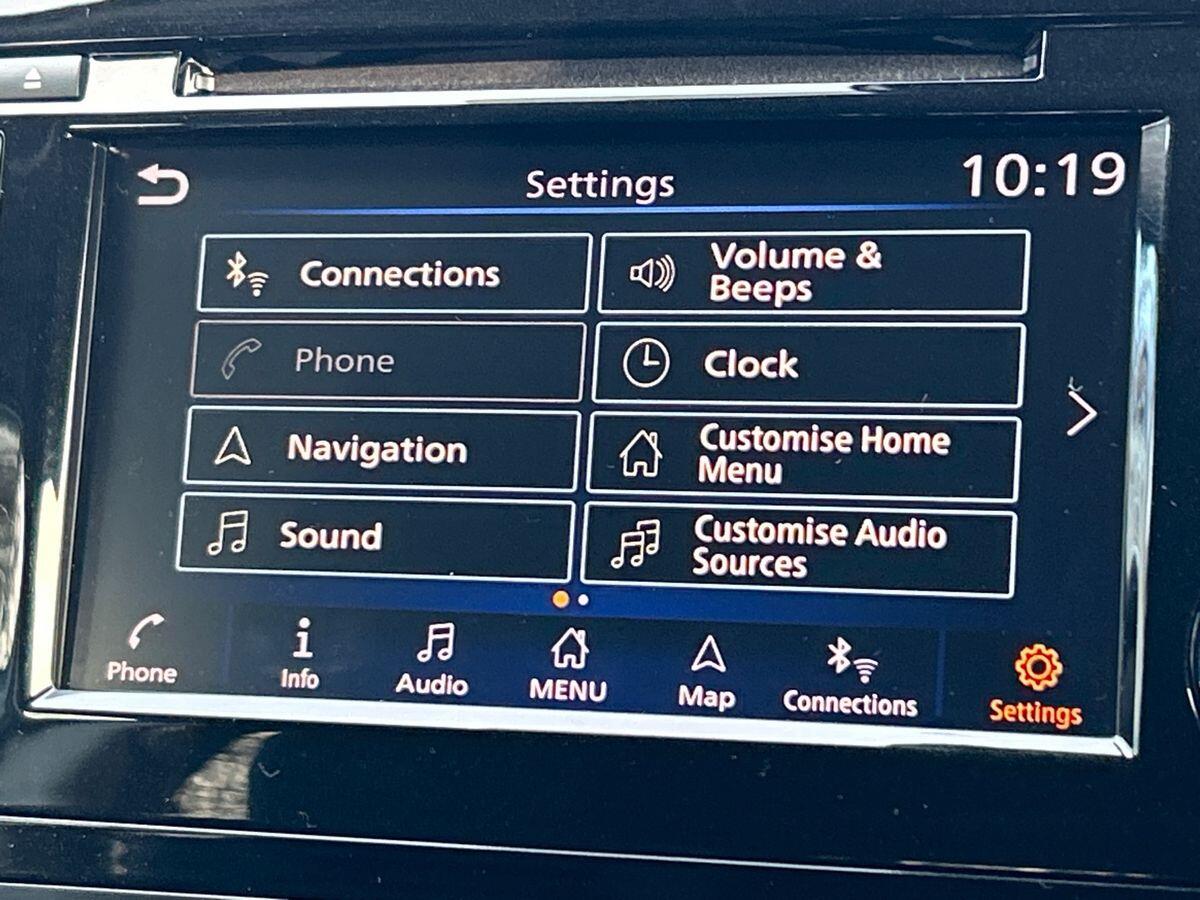 Settings
10:19
Connections
Volume &
Beeps
Phone
Clock
Navigation
Customise Home
Menu
Sound
Customise Audio
Sources
Phone
Info
Audio
MENU
Map
Connections
Settings